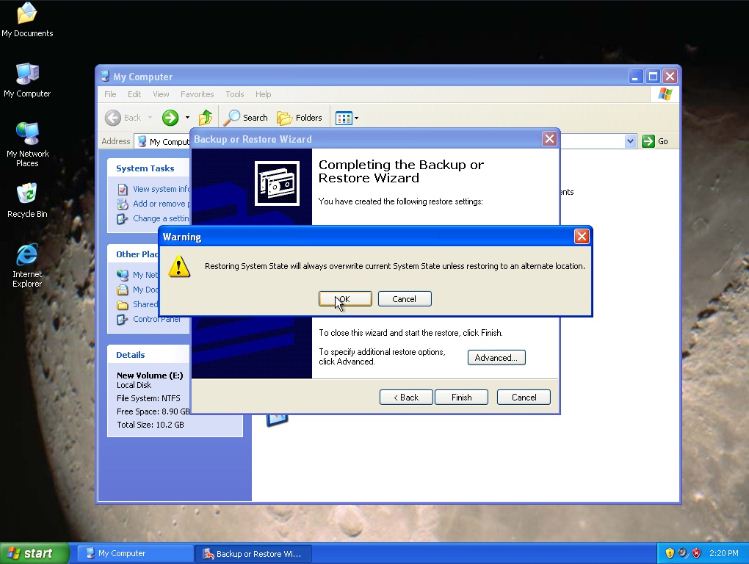 My Documents
My Computer
My Network
Places
Recycle Bin
Internet
Explorer
My Computer
File Edit View Favorites Tools Help
Back Search Folders
Address My Comput Go
System Tasks
View system info
Add or remove p
Change a settin
Other Plac
My Net
My Doc
Shared
Control Panel
Details
New Volume (E:)
Local Disk
File System: NTFS
Free Space: 8.90 GB
Total Size: 10.2 GB
ents
Backup or Restore Wizard
Completing the Backup or
Restore Wizard
You have created the following restore settings:
Warning
Restoring System State will always overwrite current System State unless restoring to an alternate location.
OK Cancel
To close this wizard and start the restore, click Finish.
To specify additional restore options,
click Advanced.
Advanced...
< Back Finish Cancel
start My Computer Backup or Restore Wi... 2:20 PM